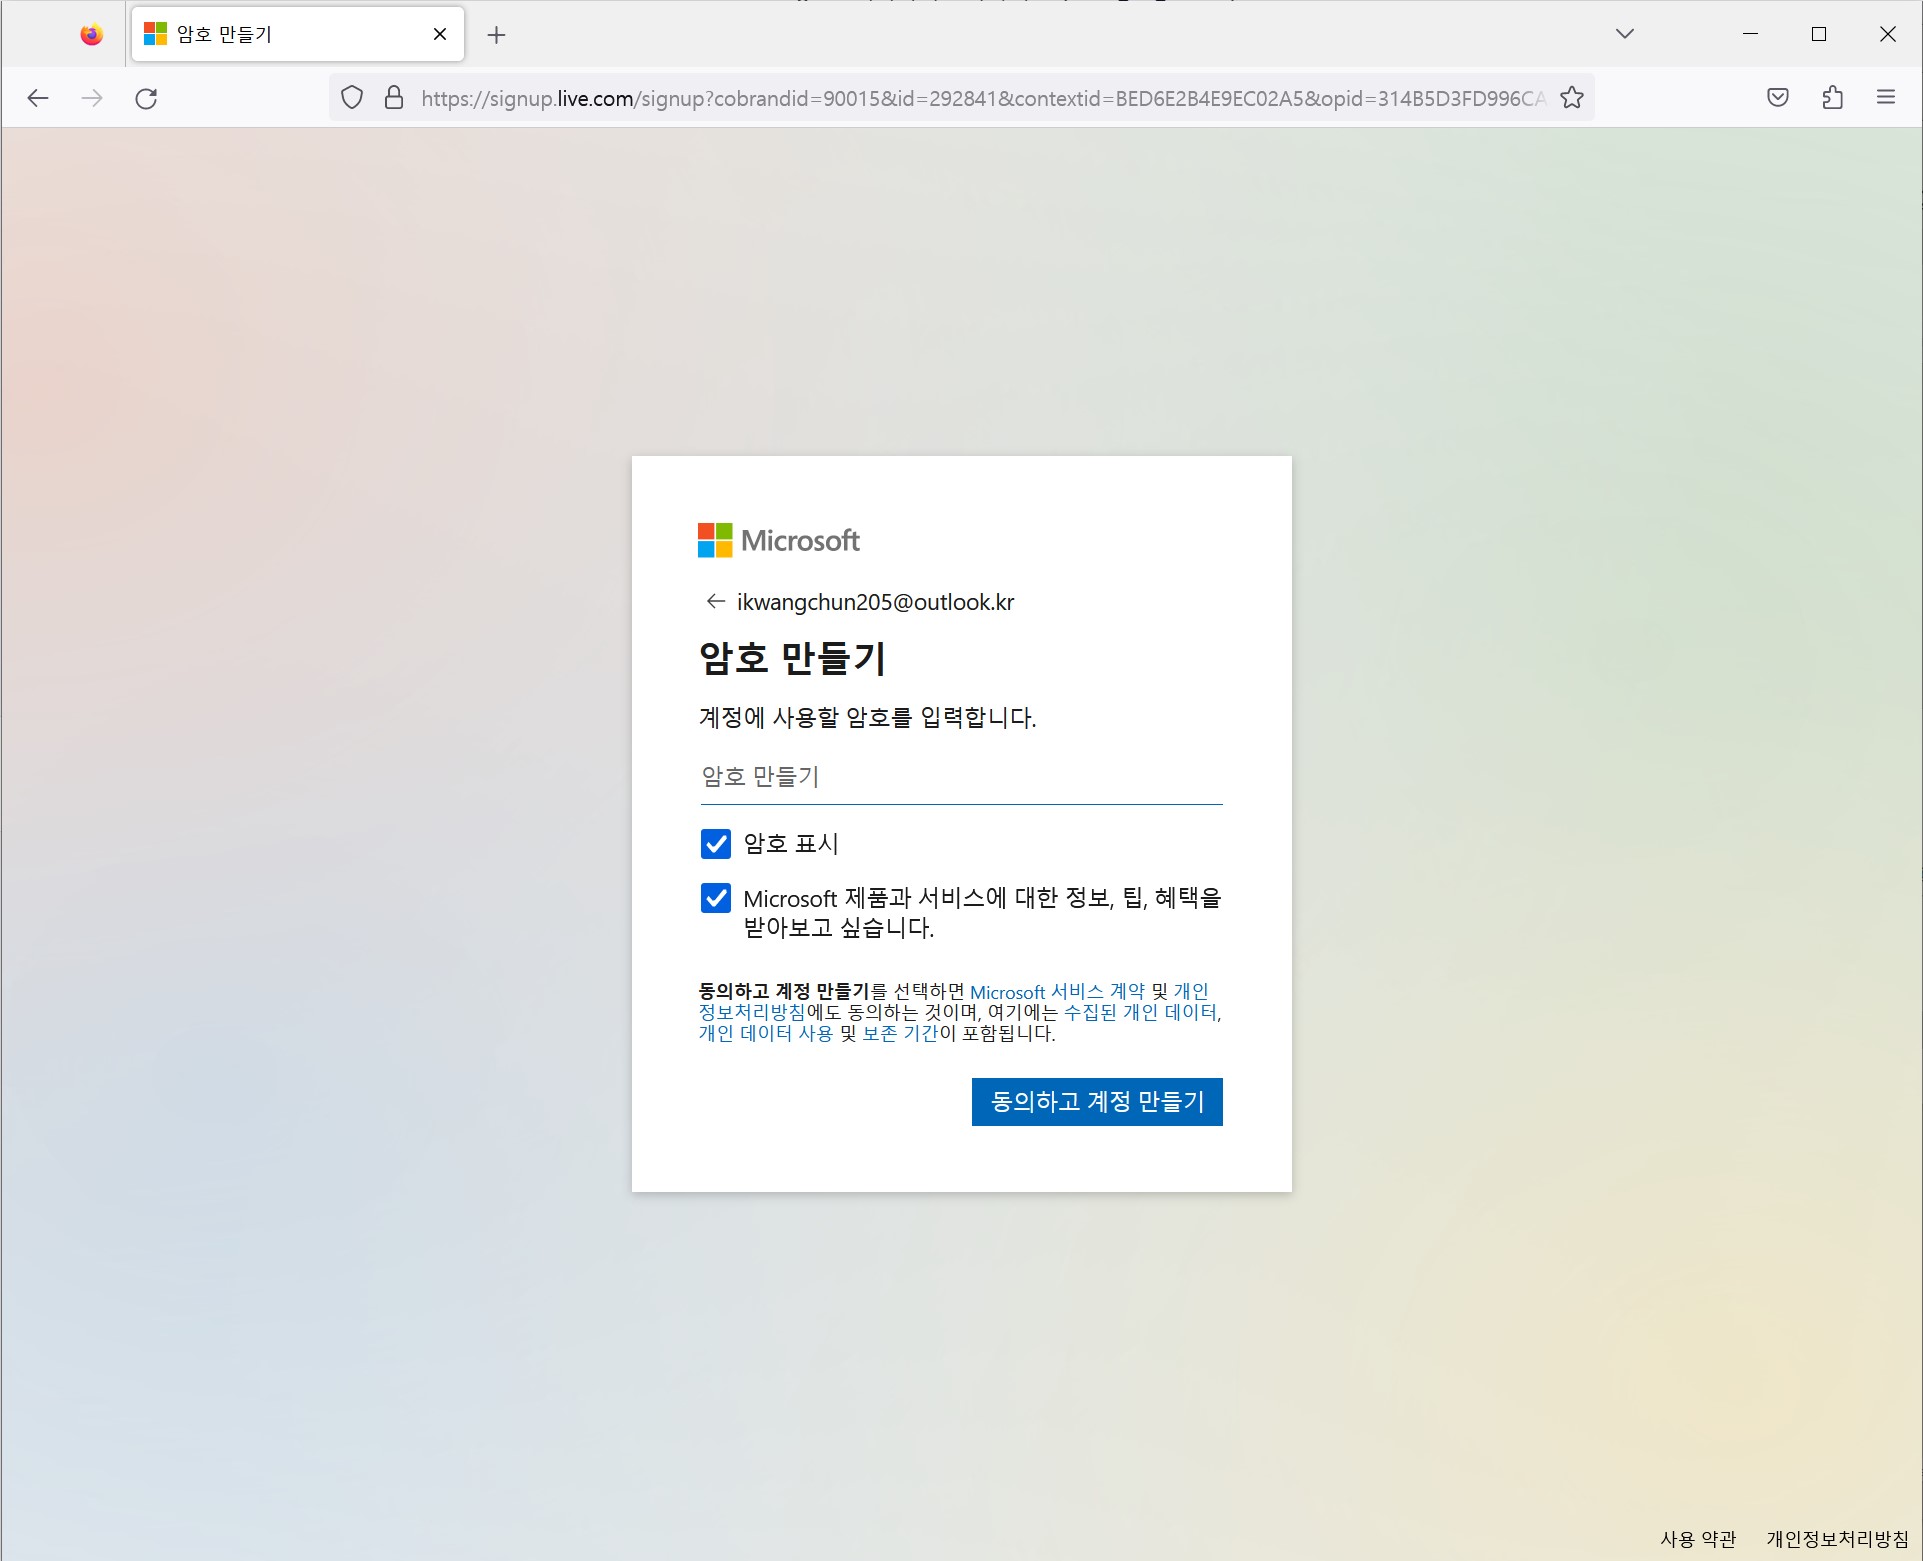 암호 만들기
https://signup.live.com/signup?cobrandid=90015&id=292841&contextid=BED6E2B4E9EC02A5&opid=314B5D3FD996CA
Microsoft
ikwangchun205@outlook.kr
암호 만들기
계정에 사용할 암호를 입력합니다.
암호 만들기
암호 표시
Microsoft 제품과 서비스에 대한 정보, 팁, 혜택을
받아보고 싶습니다.
동의하고 계정 만들기를 선택하면 Microsoft 서비스 계약 및 개인
정보처리방침에도 동의하는 것이며, 여기에는 수집된 개인 데이터,
개인 데이터 사용 및 보존 기간이 포함됩니다.
동의하고 계정 만들기
사용 약관 개인정보처리방침